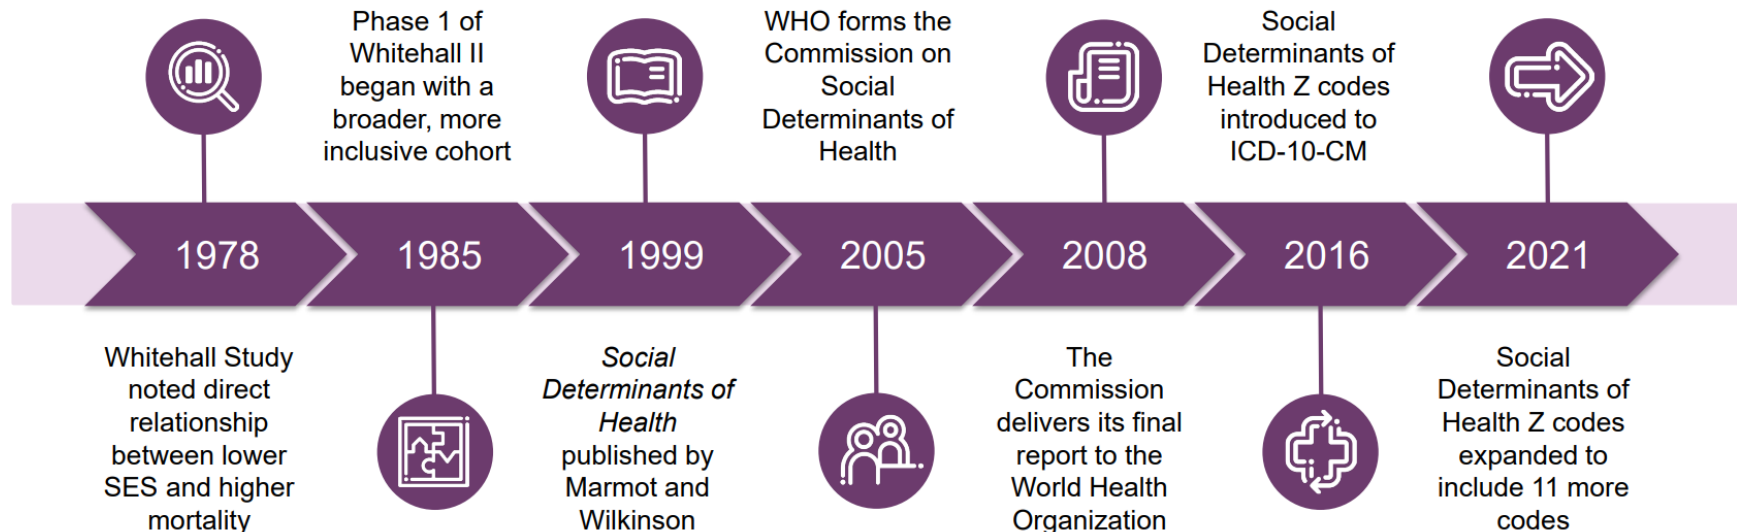 Phase 1 of
Whitehall II
began with a
broader, more
inclusive cohort
WHO forms the
Commission on
Social
Determinants of
Health
Social
Determinants of
Health Z codes
introduced to
ICD-10-CM
1978
1985
1999
2005
2008
2016
2021
Whitehall Study
noted direct
relationship
between lower
SES and higher
mortality
Social
Determinants of
Health
published by
Marmot and
Wilkinson
The
Commission
delivers its final
report to the
World Health
Organization
Social
Determinants of
Health Z codes
expanded to
include 11 more
codes